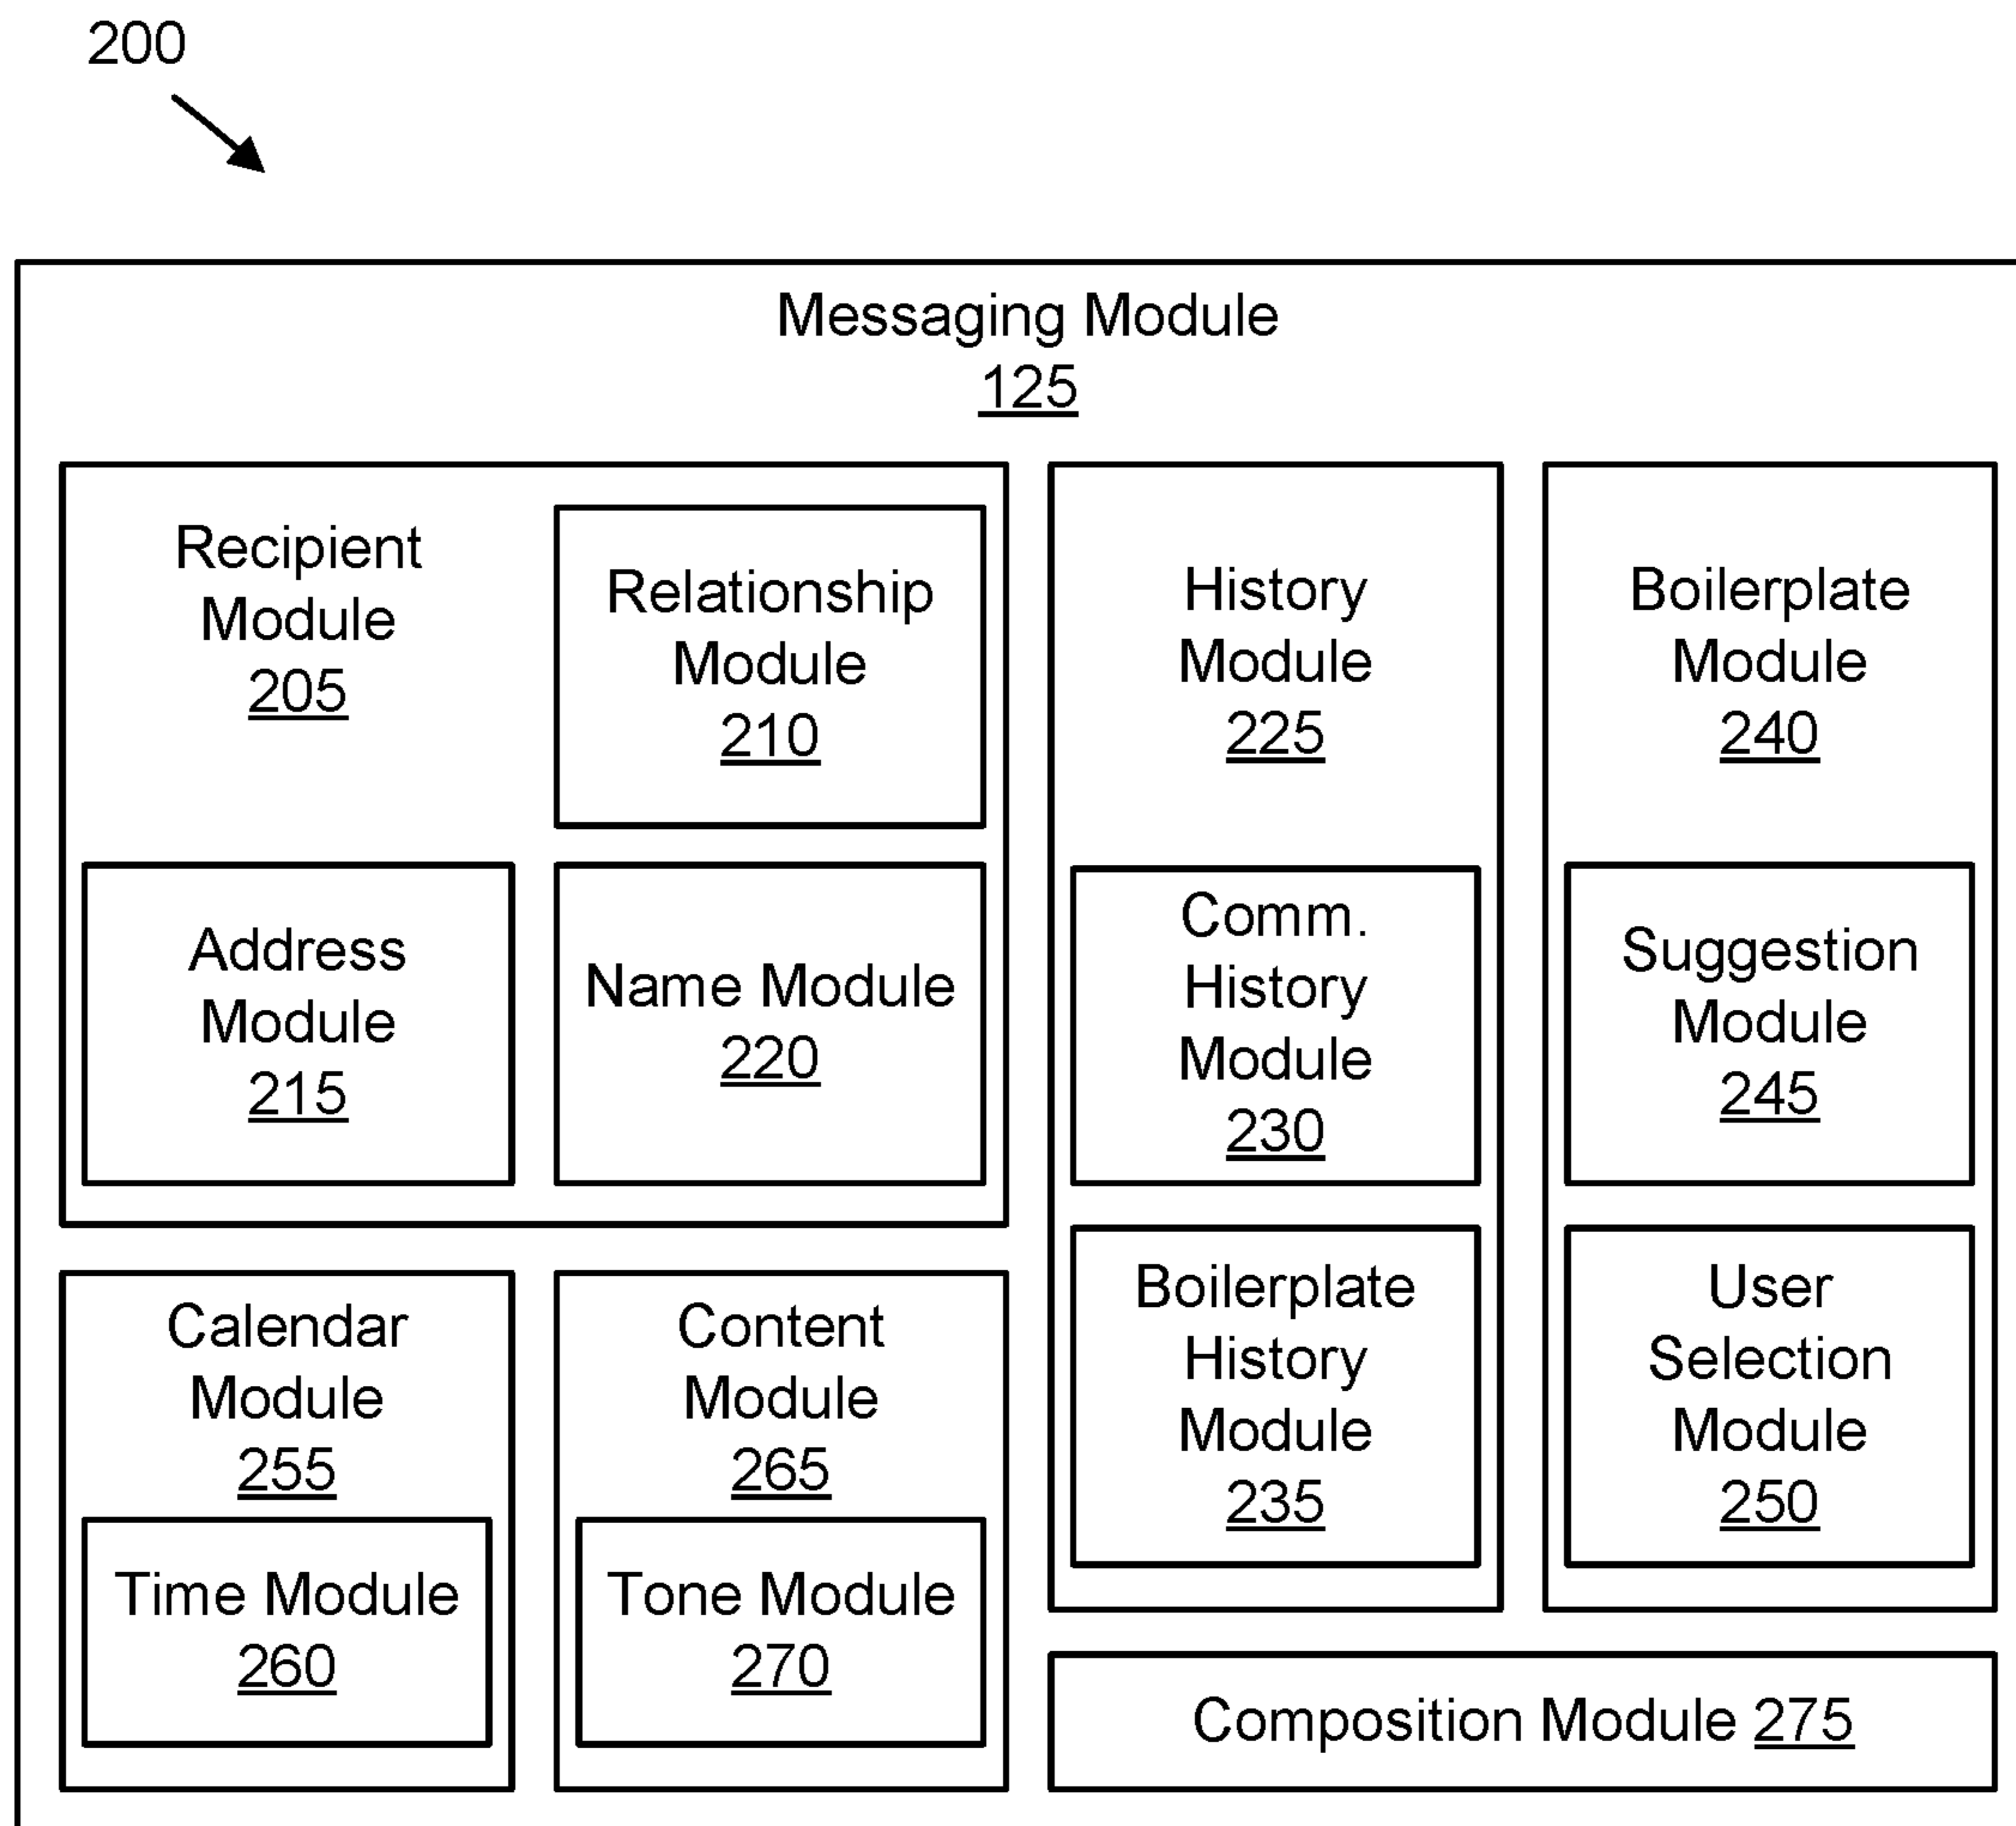 200
Messaging Module
125
Recipient
Module
205
Relationship
Module
210
Address
Module
215
Name Module
220
History
Module
225
Comm.
History
Module
230
Boilerplate
History
Module
235
Boilerplate
Module
240
Suggestion
Module
245
User
Selection
Module
250
Calendar
Module
255
Time Module
260
Content
Module
265
Tone Module
270
Composition Module 275